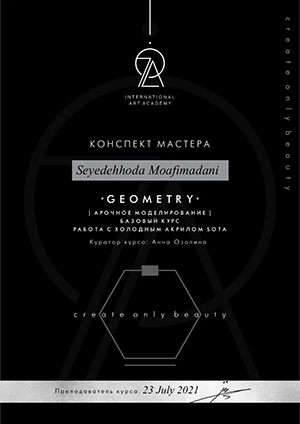 INTERNATIONAL
ART ACADEMY
create only beauty
КОНСПЕКТ МАСТЕРА
Seyedehhoda Moafimadani
·GEOMETRY·
| АРОЧНОЕ МОДЕЛИРОВАНИЕ |
БАЗОВЫЙ КУРС
РАБОТА С ХОЛОДНЫМ АКРИЛОМ SOTA
Куратор курса: Анна Озолина
create only beauty
Преподаватель курса: 23 July 2021